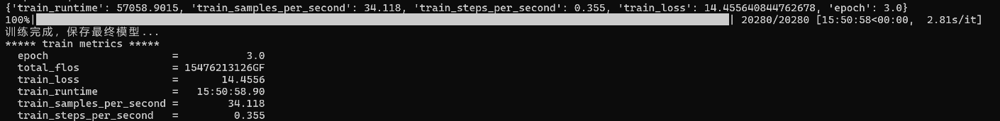 {'train_runtime': 57058.9015, 'train_samples_per_second': 34.118, 'train_steps_per_second': 0.355, 'train_loss': 14.455640844762678, 'epoch': 3.0}
100%| | 20280/20280 [15:50:58<00:00, 2.81s/it]
训练完成，保存最终模型...
***** train metrics *****
epoch = 3.0
total_flos = 15476213126GF
train_loss = 14.4556
train_runtime = 15:50:58.90
train_samples_per_second = 34.118
train_steps_per_second = 0.355